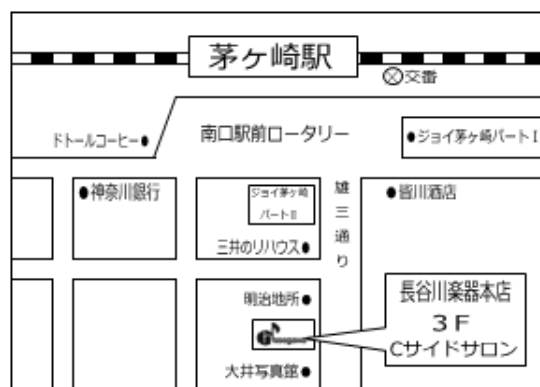 茅ヶ崎駅
交番
ドトールコーヒー
南口駅前ロータリー
ジョイ茅ヶ崎パートⅠ
神奈川銀行
ジョイ茅ヶ崎
パートⅡ
雄三通り
皆川酒店
三井のリハウス
明治地所
長谷川楽器本店
３Ｆ
Cサイドサロン
大井写真館